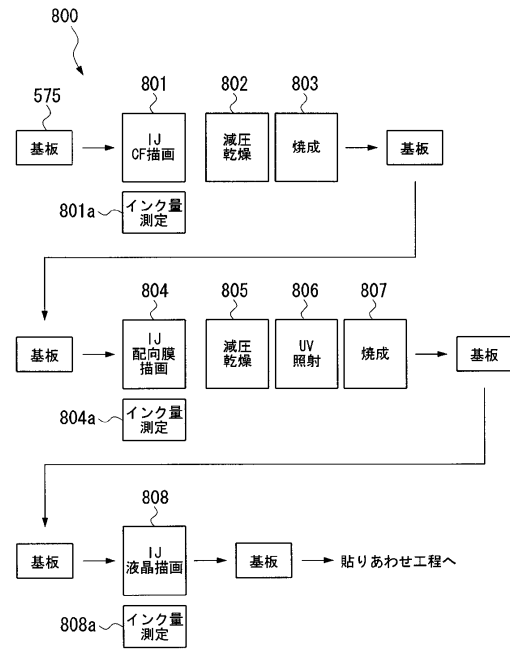 800
575
801
802
803
基板
IJ
CF描画
減圧
乾燥
焼成
基板
801a
インク量
測定
804
805
806
807
基板
IJ
配向膜
描画
減圧
乾燥
UV
照射
焼成
基板
804a
インク量
測定
808
基板
IJ
液晶描画
基板
貼りあわせ工程へ
808a
インク量
測定